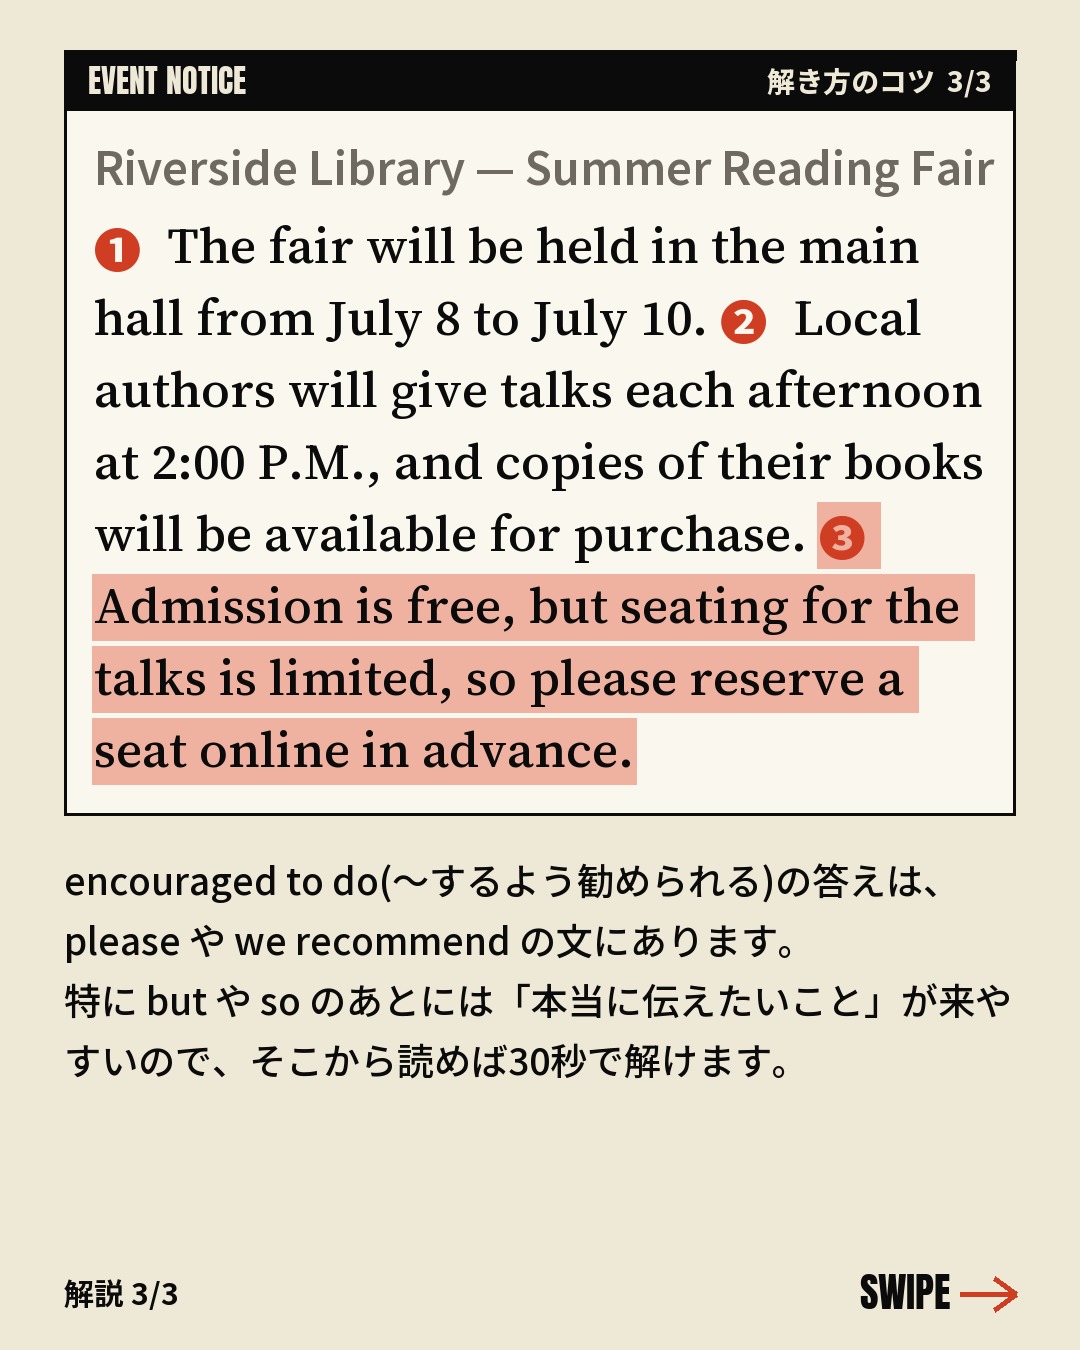 EVENT NOTICE
解き方のコツ 3/3
Riverside Library — Summer Reading Fair
❶ The fair will be held in the main
hall from July 8 to July 10. ❷ Local
authors will give talks each afternoon
at 2:00 P.M., and copies of their books
will be available for purchase. ❸
Admission is free, but seating for the
talks is limited, so please reserve a
seat online in advance.
encouraged to do(〜するよう勧められる)の答えは、
please や we recommend の文にあります。
特に but や so のあとには「本当に伝えたいこと」が来や
すいので、そこから読めば30秒で解けます。
解説 3/3
SWIPE